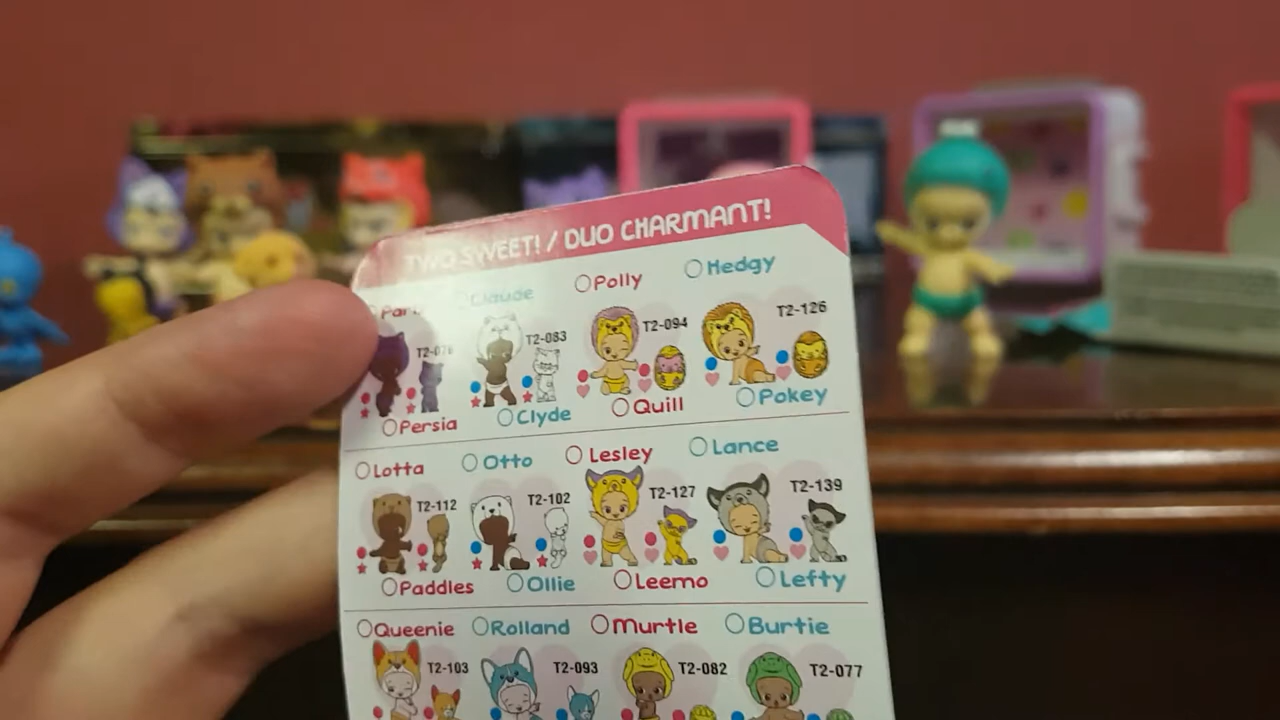 TWO SWEET! / DUO CHARMANT!
Claude Polly Hedgy
T2-083 T2-094 T2-126
Persia Clyde Quill Pokey
Lotta Otto Lesley Lance
T2-112 T2-102 T2-127 T2-139
Paddles Ollie Leemo Lefty
Queenie Rolland Murtle Burtie
T2-103 T2-093 T2-082 T2-077